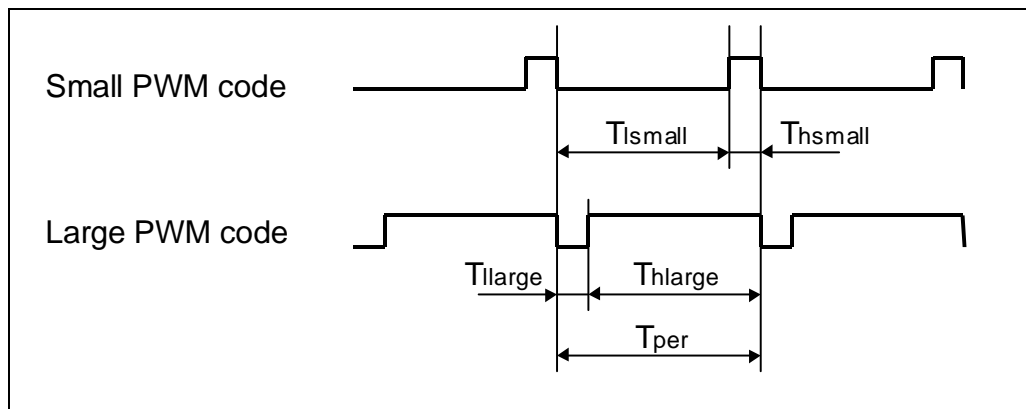 Small PWM code
Tlsmall Thsmall
Large PWM code
Tllarge Thlarge
Tper